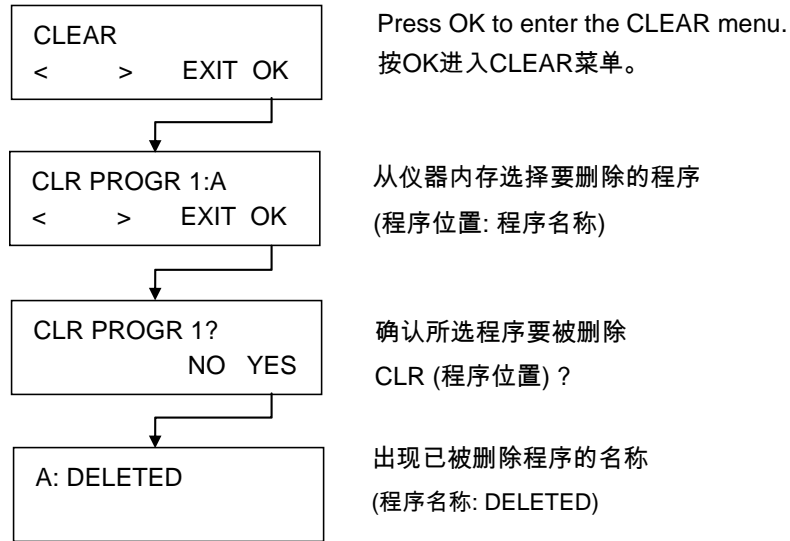 CLEAR
< > EXIT OK
Press OK to enter the CLEAR menu.
按OK进入CLEAR菜单。
CLR PROGR 1:A
< > EXIT OK
从仪器内存选择要删除的程序
(程序位置: 程序名称)
CLR PROGR 1?
NO YES
确认所选程序要被删除
CLR (程序位置) ?
A: DELETED
出现已被删除程序的名称
(程序名称: DELETED)